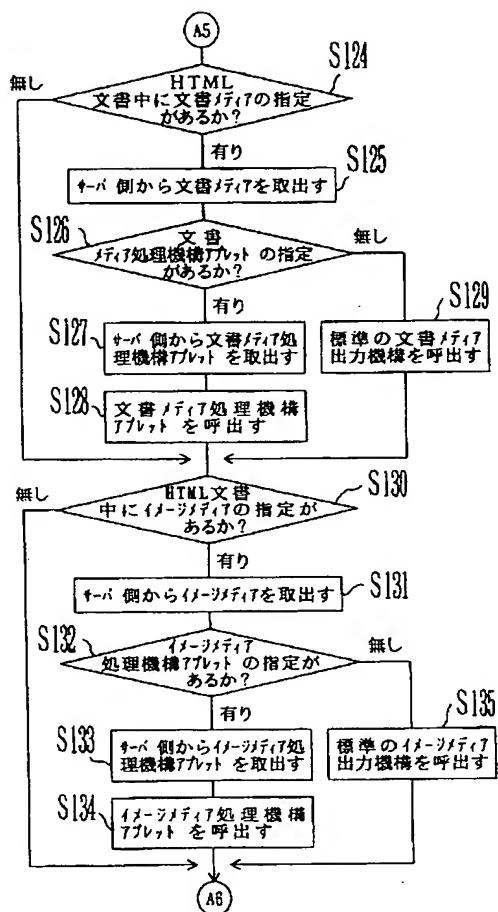 A5
S124
無し
HTML
文書中に文書メディアの指定
があるか?
有り
S125
サーバ 側から文書メディアを取出す
S126
文書
メディア処理機構アプレット の指定
があるか?
無し
有り
S129
S127
サーバ 側から文書メディア処
理機構アプレット を取出す
標準の文書メディア
出力機構を呼出す
S128
文書メディア処理機構
アプレット を呼出す
無し
HTML文書
中にイメージメディアの指定が
あるか?
S130
有り
S131
サーバ 側からイメージメディアを取出す
S132
イメージメディア
処理機構アプレット の指定が
あるか?
無し
有り
S135
S133
サーバ 側からイメージメディア処
理機構アプレット を取出す
標準のイメージメディア
出力機構を呼出す
S134
イメージメディア処理機構
アプレット を呼出す
A6